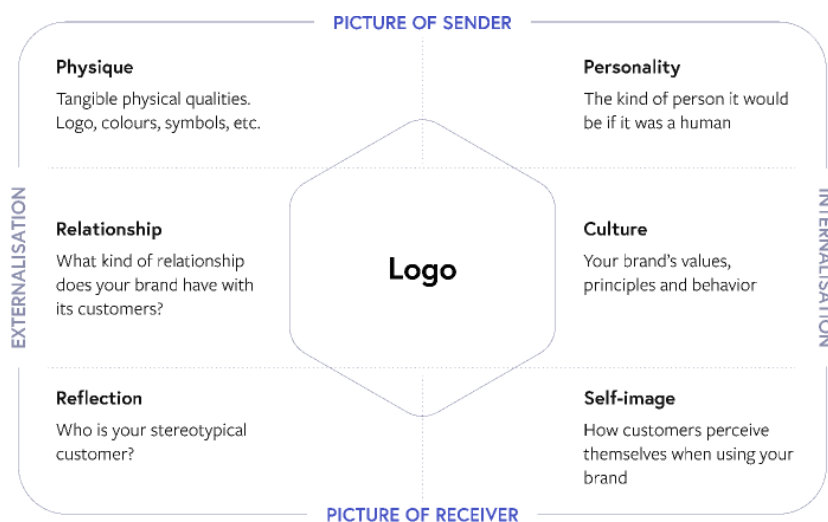 PICTURE OF SENDER
Physique
Tangible physical qualities.
Logo, colours, symbols, etc.
Personality
The kind of person it would
be if it was a human
EXTERNALISATION
Relationship
What kind of relationship
does your brand have with
its customers?
Logo
Culture
Your brand's values,
principles and behavior
INTERNALISATION
Reflection
Who is your stereotypical
customer?
Self-image
How customers perceive
themselves when using your
brand
PICTURE OF RECEIVER